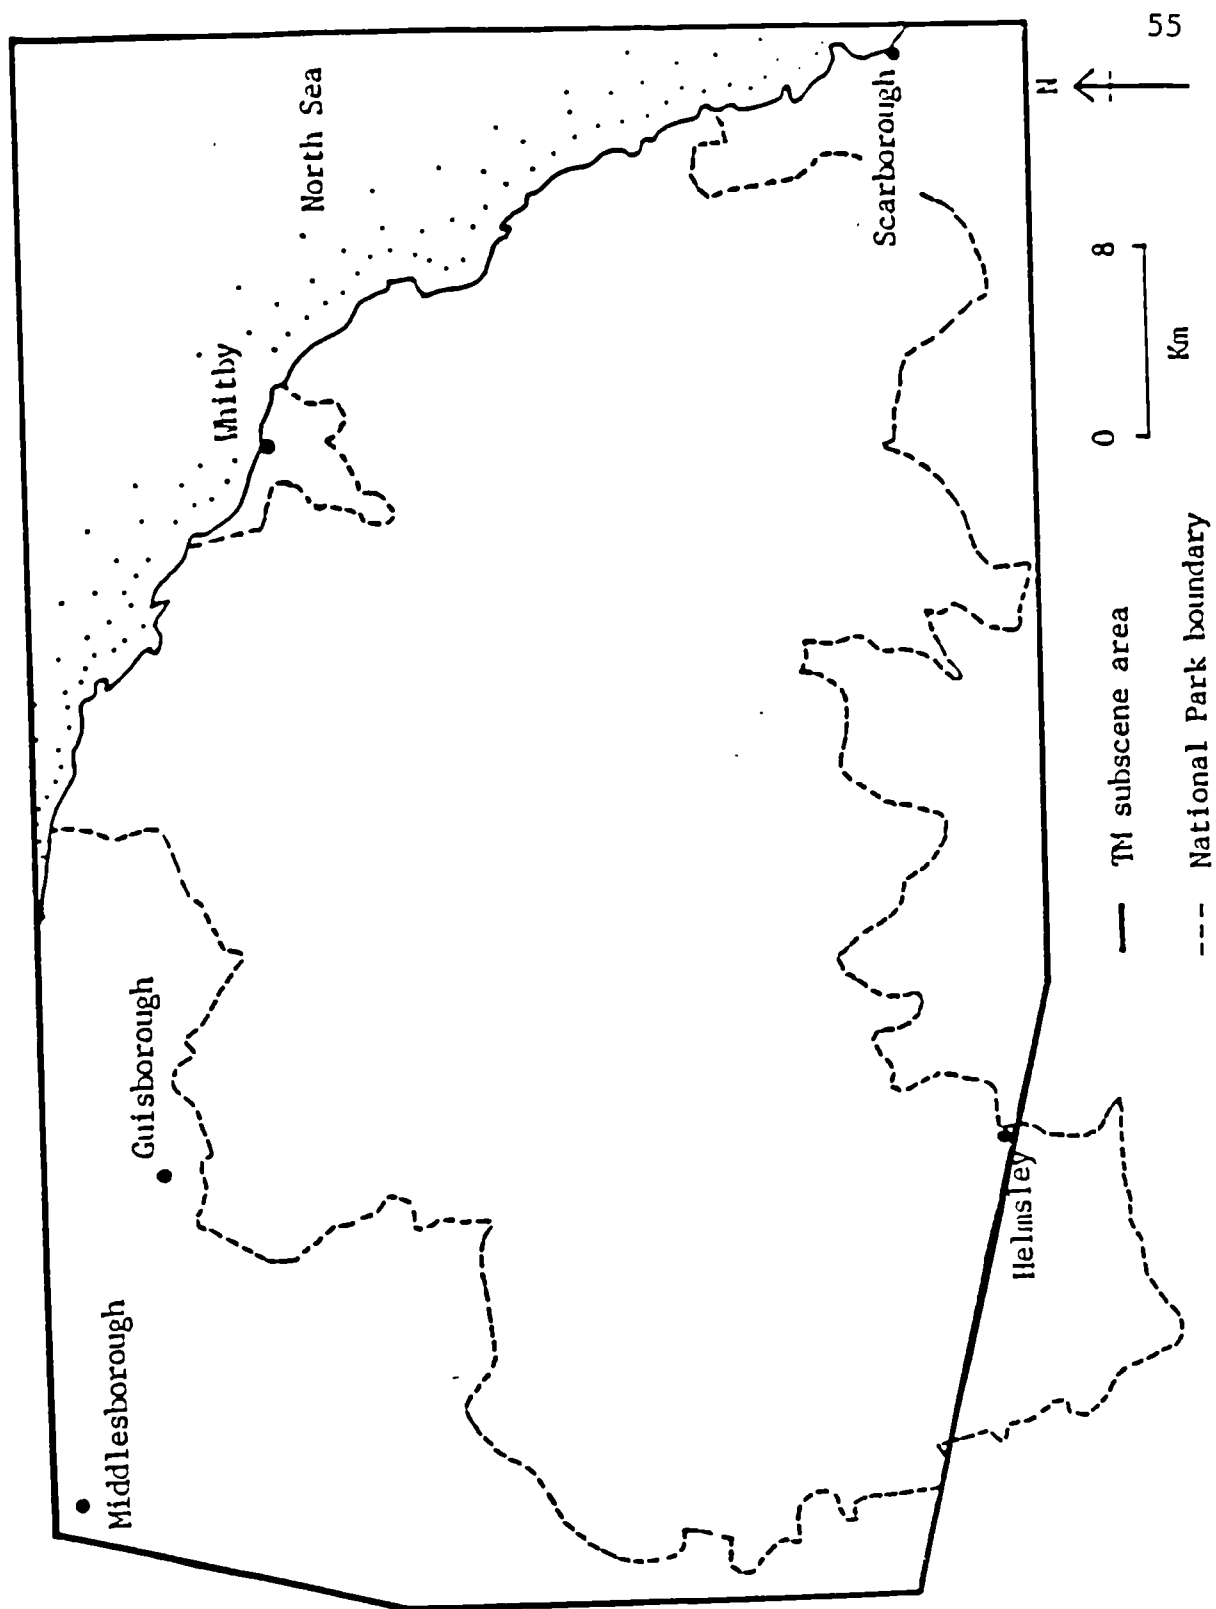 55
North Sea
Whitby
Scarborough
Guisborough
Middlesborough
Helmsley
N
0 8
Km
TM subscene area
National Park boundary